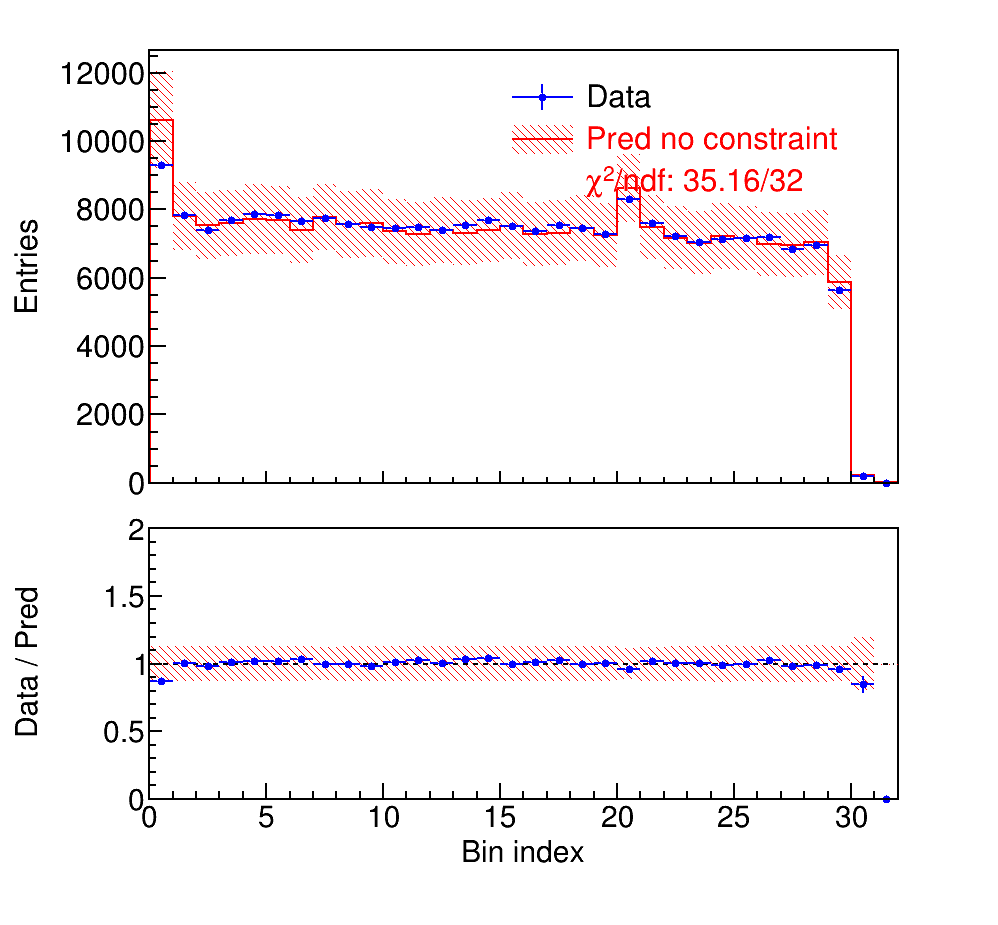 Entries
12000
10000
8000
6000
4000
2000
0
Data
Pred no constraint
χ²/ndf: 35.16/32
Data / Pred
2
1.5
1
0.5
0
0 5 10 15 20 25 30
Bin index